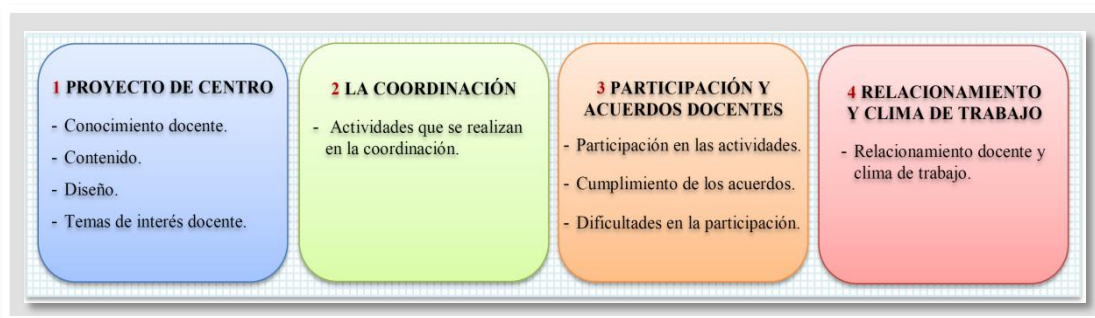 1 PROYECTO DE CENTRO
- Conocimiento docente.
- Contenido.
- Diseño.
- Temas de interés docente.
2 LA COORDINACIÓN
- Actividades que se realizan
en la coordinación.
3 PARTICIPACIÓN Y
ACUERDOS DOCENTES
- Participación en las actividades.
- Cumplimiento de los acuerdos.
- Dificultades en la participación.
4 RELACIONAMIENTO
Y CLIMA DE TRABAJO
- Relacionamiento docente y
clima de trabajo.